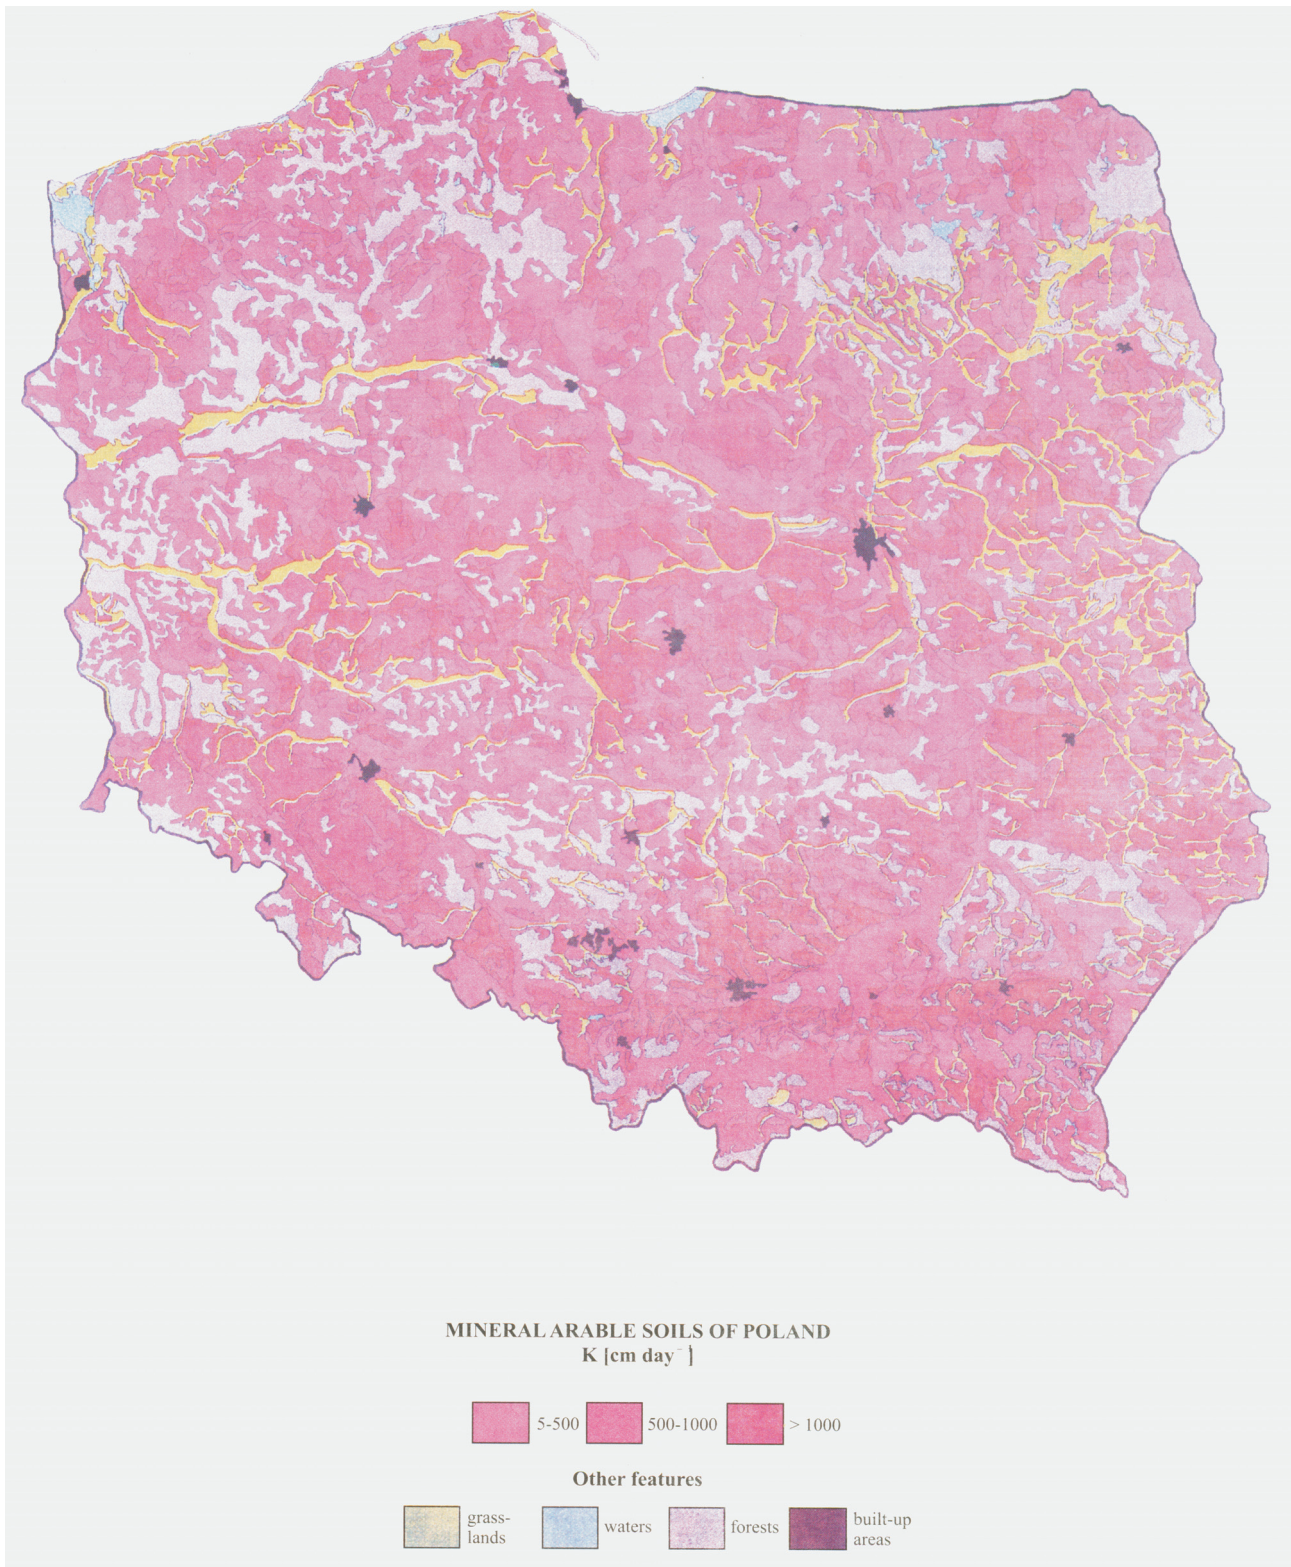 MINERAL ARABLE SOILS OF POLAND
K [cm day⁻¹]
5-500 500-1000 > 1000
Other features
grass-
lands
waters
forests
built-up
areas